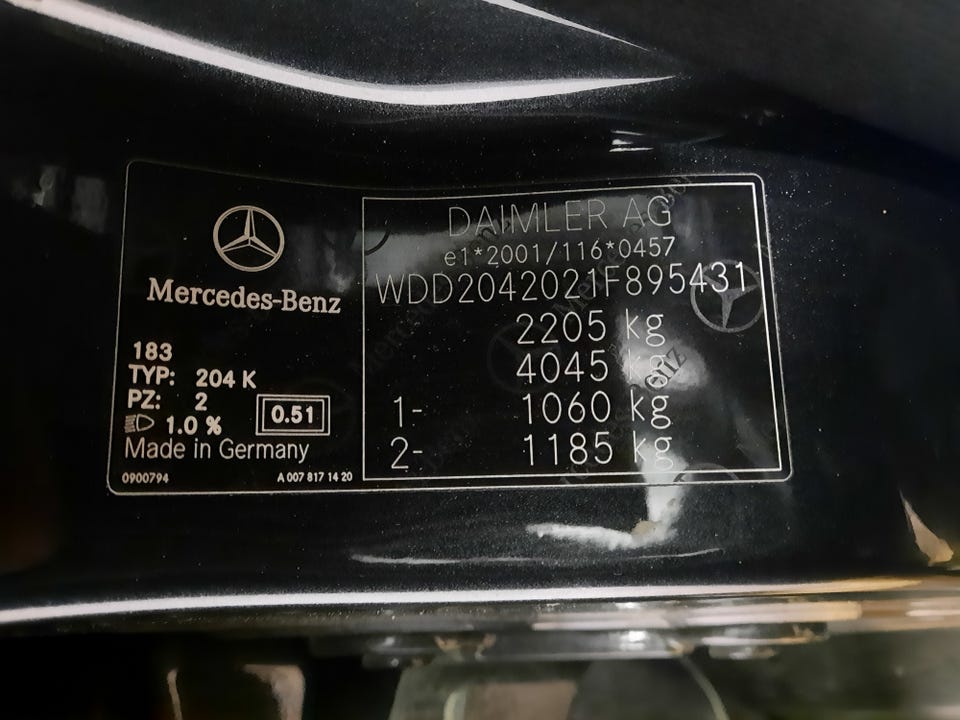 Mercedes-Benz
183
TYP: 204 K
PZ: 2
1.0 %
0.51
Made in Germany
0900794
A 007 817 14 20
DAIMLER AG
e1*2001/116*0457
WDD2042021F895431
2205 kg
4045 kg
1- 1060 kg
2- 1185 kg